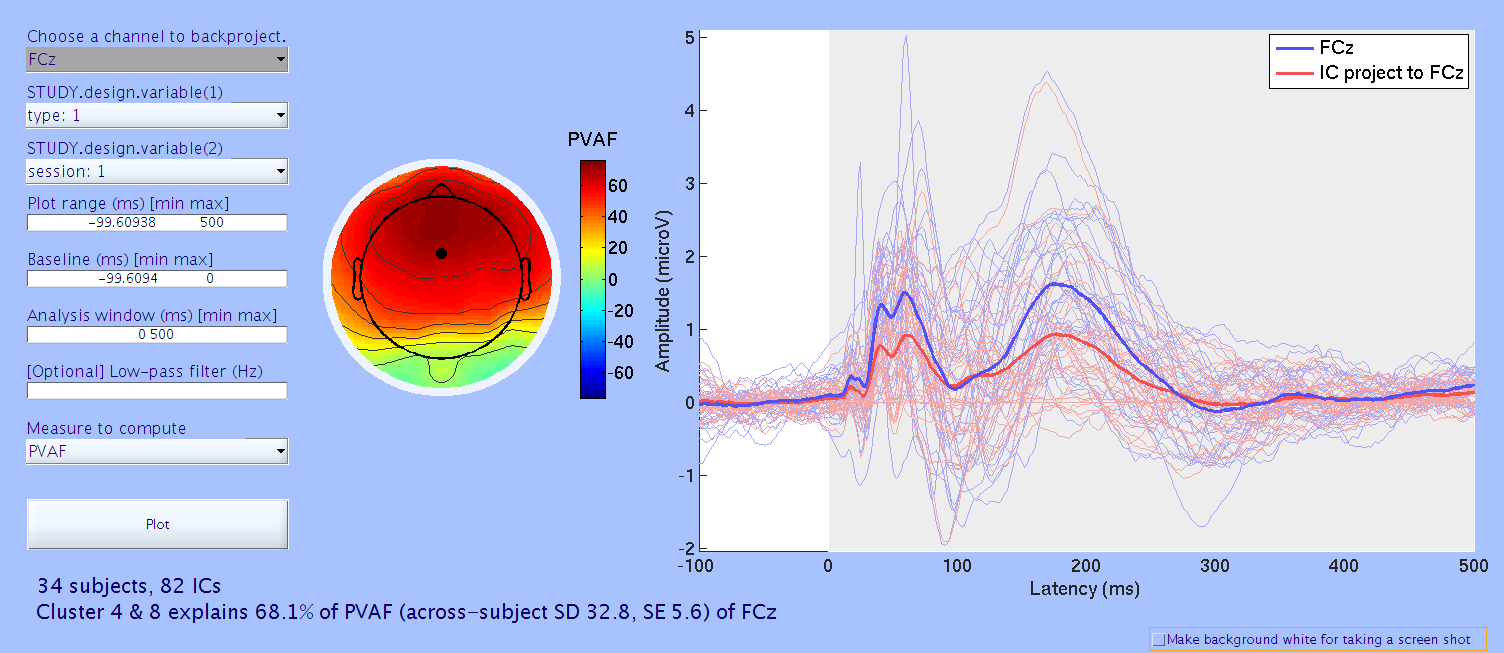 Choose a channel to backproject.
FCz
STUDY.design.variable(1)
type: 1
STUDY.design.variable(2)
session: 1
Plot range (ms) [min max]
-99.60938 500
Baseline (ms) [min max]
-99.6094 0
Analysis window (ms) [min max]
0 500
[Optional] Low-pass filter (Hz)
Measure to compute
PVAF
Plot
34 subjects, 82 ICs
Cluster 4 & 8 explains 68.1% of PVAF (across-subject SD 32.8, SE 5.6) of FCz
PVAF
60
40
20
0
-20
-40
-60
Amplitude (microV)
5
4
3
2
1
0
-1
-2
-100 0 100 200 300 400 500
Latency (ms)
FCz
IC project to FCz
Make background white for taking a screen shot